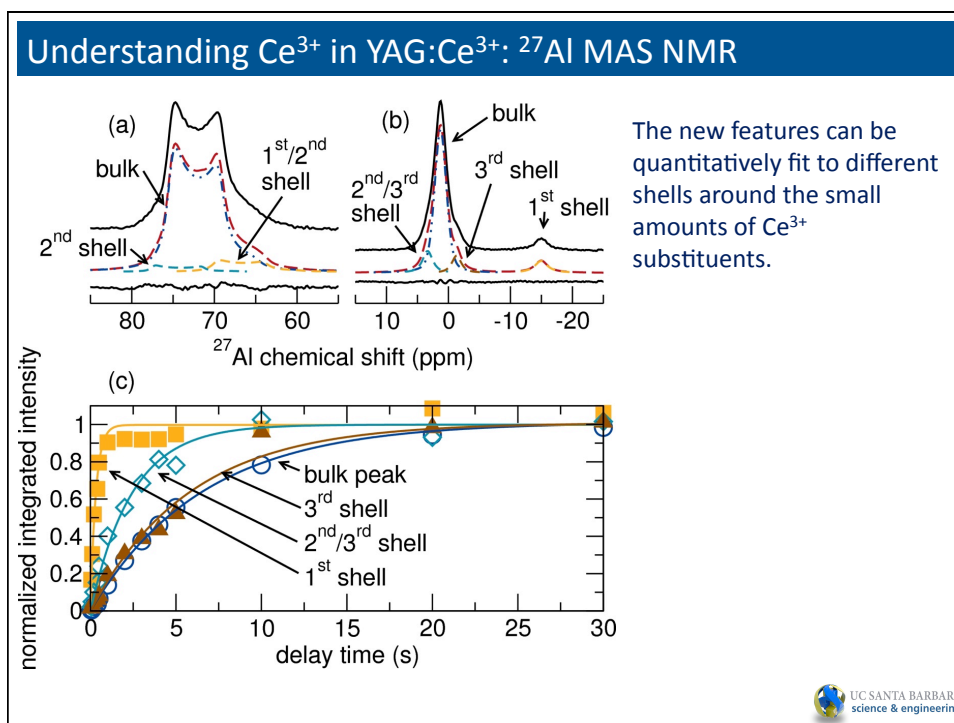 Understanding Ce³⁺ in YAG:Ce³⁺: ²⁷Al MAS NMR
(a)
bulk
1ˢᵗ/2ⁿᵈ
shell
2ⁿᵈ shell
80
70
60
(b)
bulk
2ⁿᵈ/3ʳᵈ
shell
3ʳᵈ shell
1ˢᵗ shell
10
0
-10
-20
²⁷Al chemical shift (ppm)
The new features can be
quantitatively fit to different
shells around the small
amounts of Ce³⁺
substituents.
(c)
normalized integrated intensity
1
0.8
0.6
0.4
0.2
0
bulk peak
3ʳᵈ shell
2ⁿᵈ/3ʳᵈ shell
1ˢᵗ shell
0
5
10
15
20
25
30
delay time (s)
UC SANTA BARBAR
science & engineering